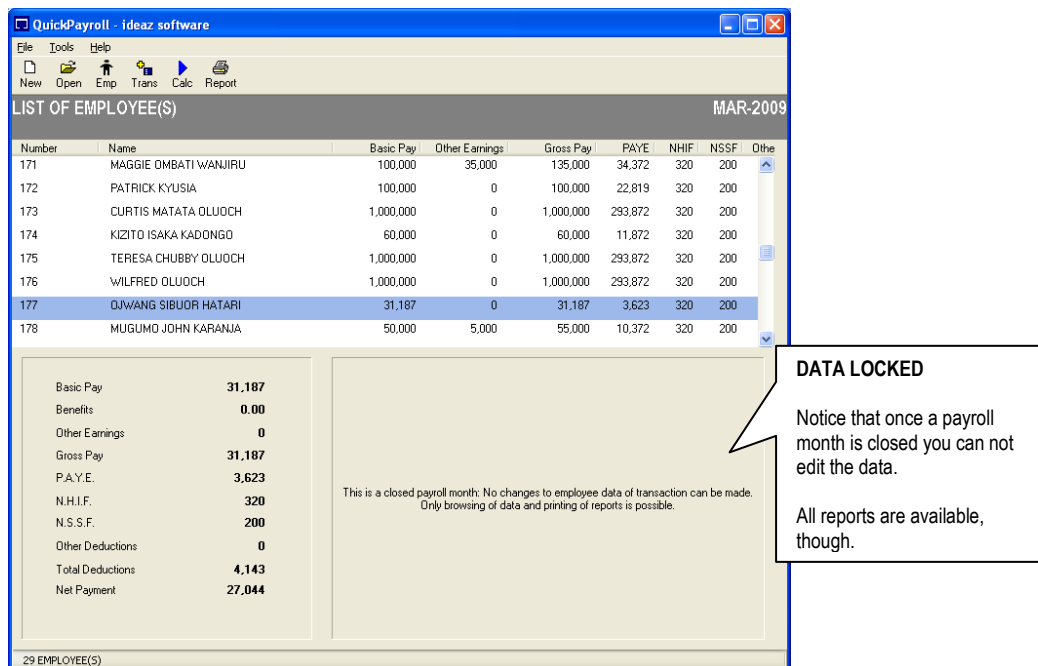 QuickPayroll - ideaz software
File Tools Help
New Open Emp Trans Calc Report
LIST OF EMPLOYEE(S) MAR-2009
Number Name Basic Pay Other Earnings Gross Pay PAYE NHIF NSSF Othe
171 MAGGIE OMBATI WANJIRU 100,000 35,000 135,000 34,372 320 200
172 PATRICK KYUSIA 100,000 0 100,000 22,819 320 200
173 CURTIS MATATA OLUOCH 1,000,000 0 1,000,000 293,872 320 200
174 KIZITO ISAKA KADONGO 60,000 0 60,000 11,872 320 200
175 TERESA CHUBBY OLUOCH 1,000,000 0 1,000,000 293,872 320 200
176 WILFRED OLUOCH 1,000,000 0 1,000,000 293,872 320 200
177 OJWANG SIBUOR HATARI 31,187 0 31,187 3,623 320 200
178 MUGUMO JOHN KARANJA 50,000 5,000 55,000 10,372 320 200
Basic Pay 31,187
Benefits 0.00
Other Earnings 0
Gross Pay 31,187
P.A.Y.E. 3,623
N.H.I.F. 320
N.S.S.F. 200
Other Deductions 0
Total Deductions 4,143
Net Payment 27,044
This is a closed payroll month: No changes to employee data of transaction can be made.
Only browsing of data and printing of reports is possible.
29 EMPLOYEE(S)
DATA LOCKED
Notice that once a payroll
month is closed you can not
edit the data.
All reports are available,
though.